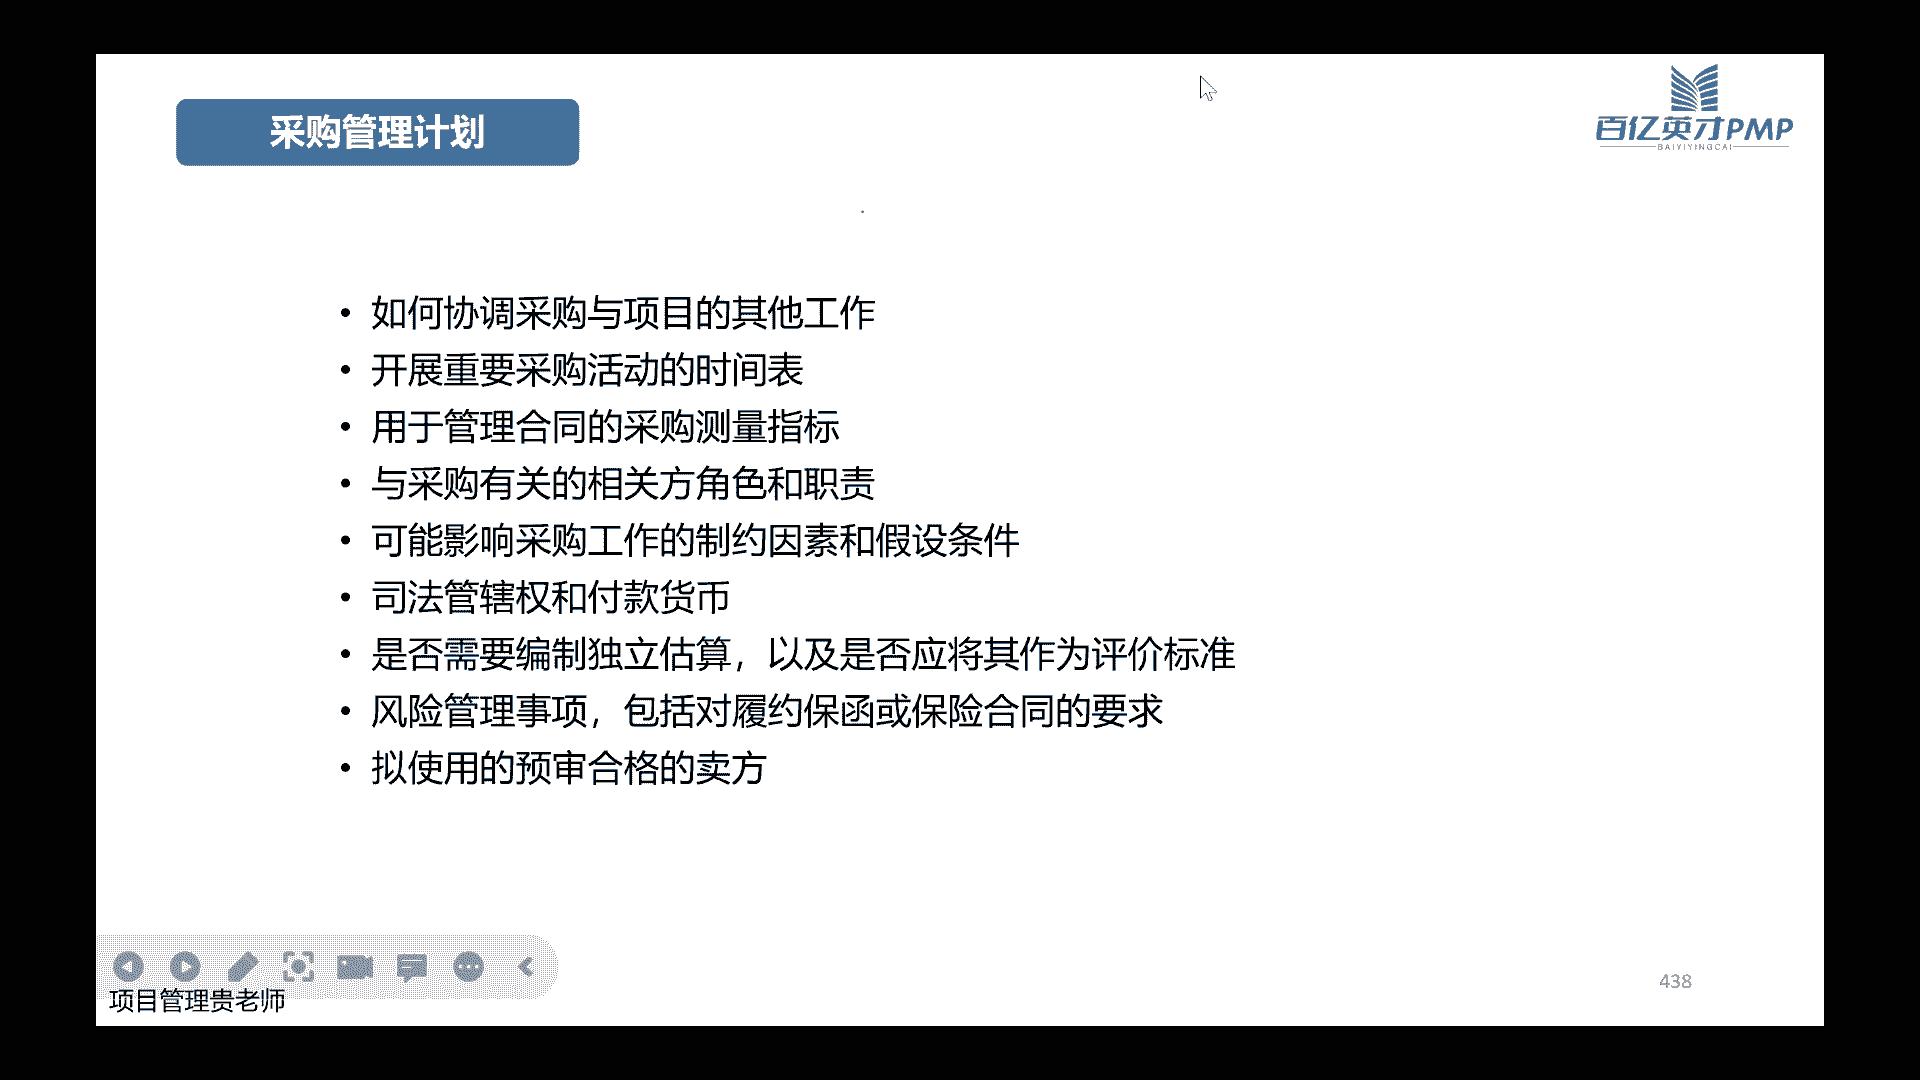 采购管理计划
百亿英才PMP
BAIYIYINGCAI
• 如何协调采购与项目的其他工作
• 开展重要采购活动的时间表
• 用于管理合同的采购测量指标
• 与采购有关的相关方角色和职责
• 可能影响采购工作的制约因素和假设条件
• 司法管辖权和付款货币
• 是否需要编制独立估算，以及是否应将其作为评价标准
• 风险管理事项，包括对履约保函或保险合同的要求
• 拟使用的预审合格的卖方
438
项目管理贵老师